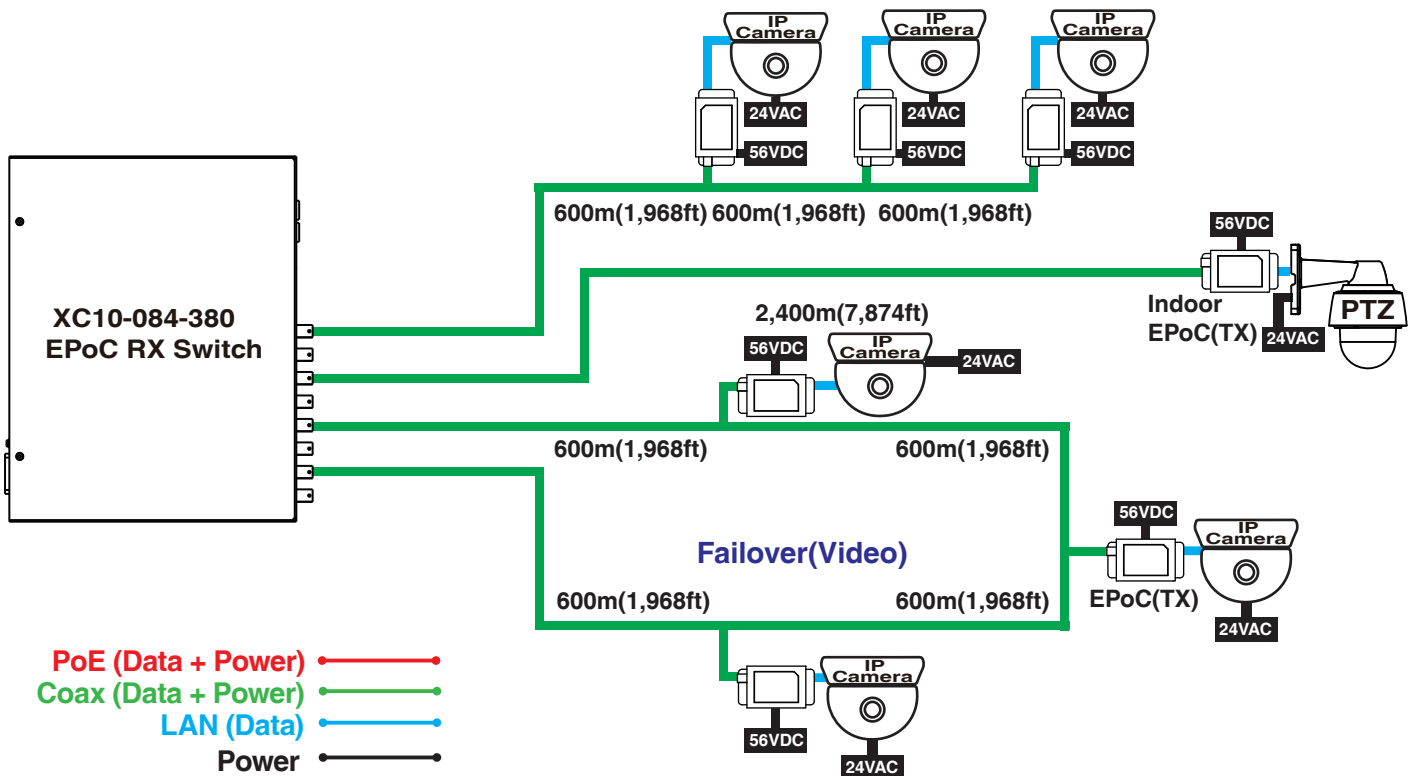 IP
Camera
IP
Camera
IP
Camera
24VAC
24VAC
24VAC
56VDC
56VDC
56VDC
600m(1,968ft) 600m(1,968ft) 600m(1,968ft)
56VDC
Indoor
EPoC(TX)
24VAC
PTZ
XC10-084-380
EPoC RX Switch
2,400m(7,874ft)
56VDC
IP
Camera
24VAC
600m(1,968ft)
600m(1,968ft)
56VDC
IP
Camera
Failover(Video)
EPoC(TX)
24VAC
600m(1,968ft)
600m(1,968ft)
IP
Camera
56VDC
24VAC
PoE (Data + Power)
Coax (Data + Power)
LAN (Data)
Power